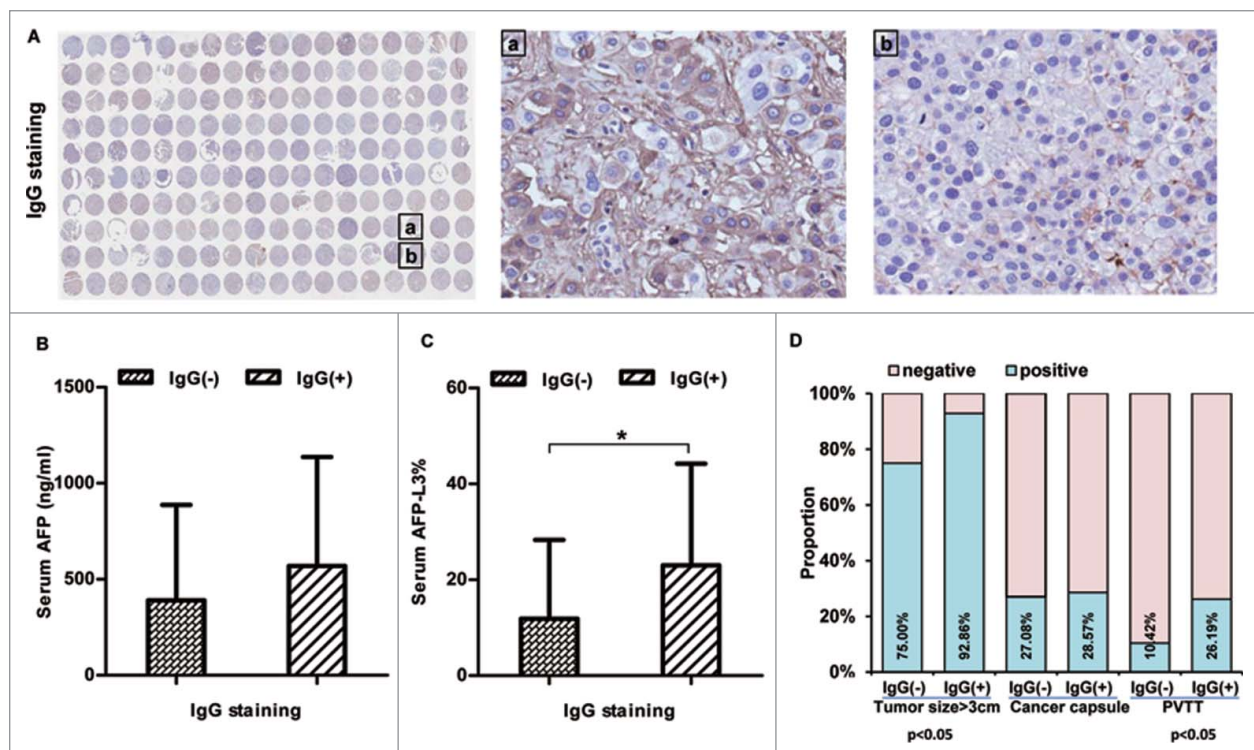 A
IgG staining
a
b
a
b
B
IgG(-) IgG(+)
1500
1000
500
0
Serum AFP (ng/ml)
IgG staining
C
IgG(-) IgG(+)
60
40
20
0
Serum AFP-L3%
*
IgG staining
D
negative positive
100%
80%
60%
40%
20%
0%
Proportion
75.00% 92.86% 27.08% 28.57% 10.42% 26.19%
IgG(-) IgG(+) IgG(-) IgG(+) IgG(-) IgG(+)
Tumor size>3cm Cancer capsule PVTT
p<0.05 p<0.05